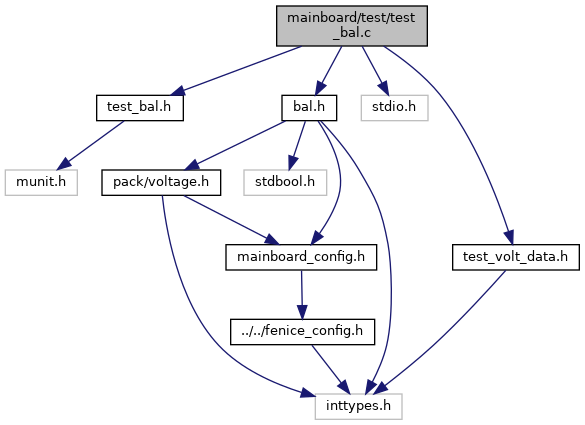 mainboard/test/test
_bal.c
test_bal.h
bal.h
stdio.h
munit.h
pack/voltage.h
stdbool.h
mainboard_config.h
test_volt_data.h
../../fenice_config.h
inttypes.h